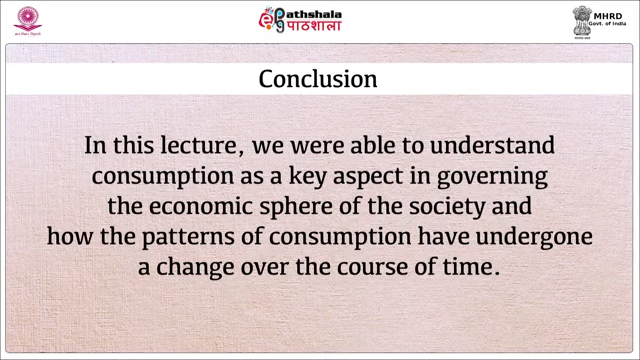 ePathshala
पाठशाला
MHRD
Govt. of India
Conclusion
In this lecture, we were able to understand
consumption as a key aspect in governing
the economic sphere of the society and
how the patterns of consumption have undergone
a change over the course of time.